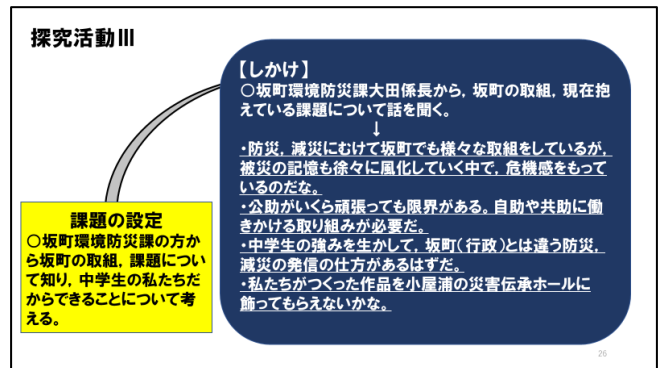 探究活動Ⅲ
【しかけ】
○坂町環境防災課大田係長から，坂町の取組，現在抱
えている課題について話を聞く。
↓
・防災，減災にむけて坂町でも様々な取組をしているが，
被災の記憶も徐々に風化していく中で，危機感をもって
いるのだな。
・公助がいくら頑張っても限界がある。自助や共助に働
きかける取り組みが必要だ。
・中学生の強みを生かして，坂町（行政）とは違う防災，
減災の発信の仕方があるはずだ。
・私たちがつくった作品を小屋浦の災害伝承ホールに
飾ってもらえないかな。
課題の設定
○坂町環境防災課の方か
ら坂町の取組，課題につい
て知り，中学生の私たちだ
からできることについて考
える。
26